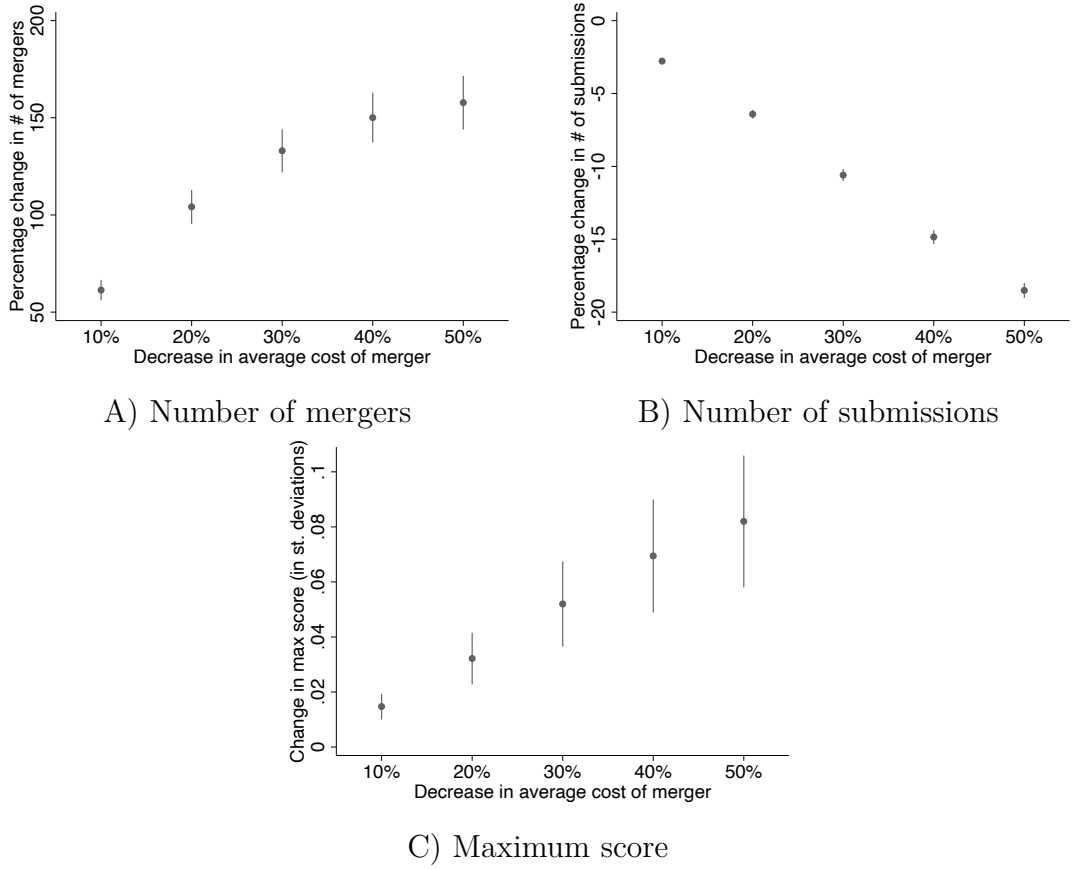 Percentage change in # of mergers
200
150
100
50
10% 20% 30% 40% 50%
Decrease in average cost of merger
A) Number of mergers
Percentage change in # of submissions
0
-5
-10
-15
-20
10% 20% 30% 40% 50%
Decrease in average cost of merger
B) Number of submissions
Change in max score (in st. deviations)
.1
.08
.06
.04
.02
0
10% 20% 30% 40% 50%
Decrease in average cost of merger
C) Maximum score